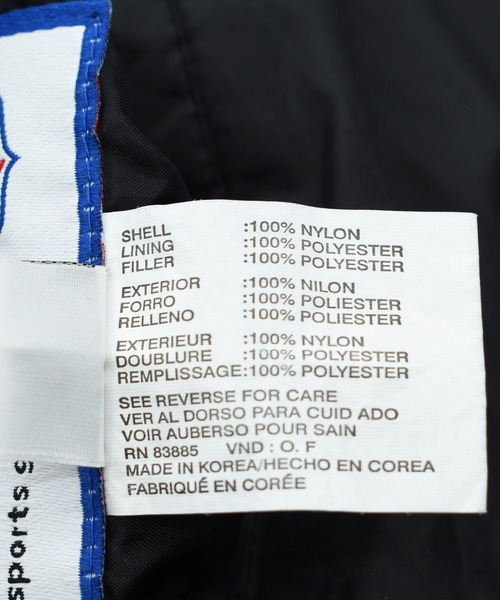 SHELL :100% NYLON
LINING :100% POLYESTER
FILLER :100% POLYESTER
EXTERIOR :100% NILON
FORRO :100% POLIESTER
RELLENO :100% POLIESTER
EXTERIEUR :100% NYLON
DOUBLURE :100% POLYESTER
REMPLISSAGE:100% POLYESTER
SEE REVERSE FOR CARE
VER AL DORSO PARA CUID ADO
VOIR AUBERSO POUR SAIN
RN 83885 VND : O. F
MADE IN KOREA/HECHO EN COREA
FABRIQUÉ EN CORÉE
sports